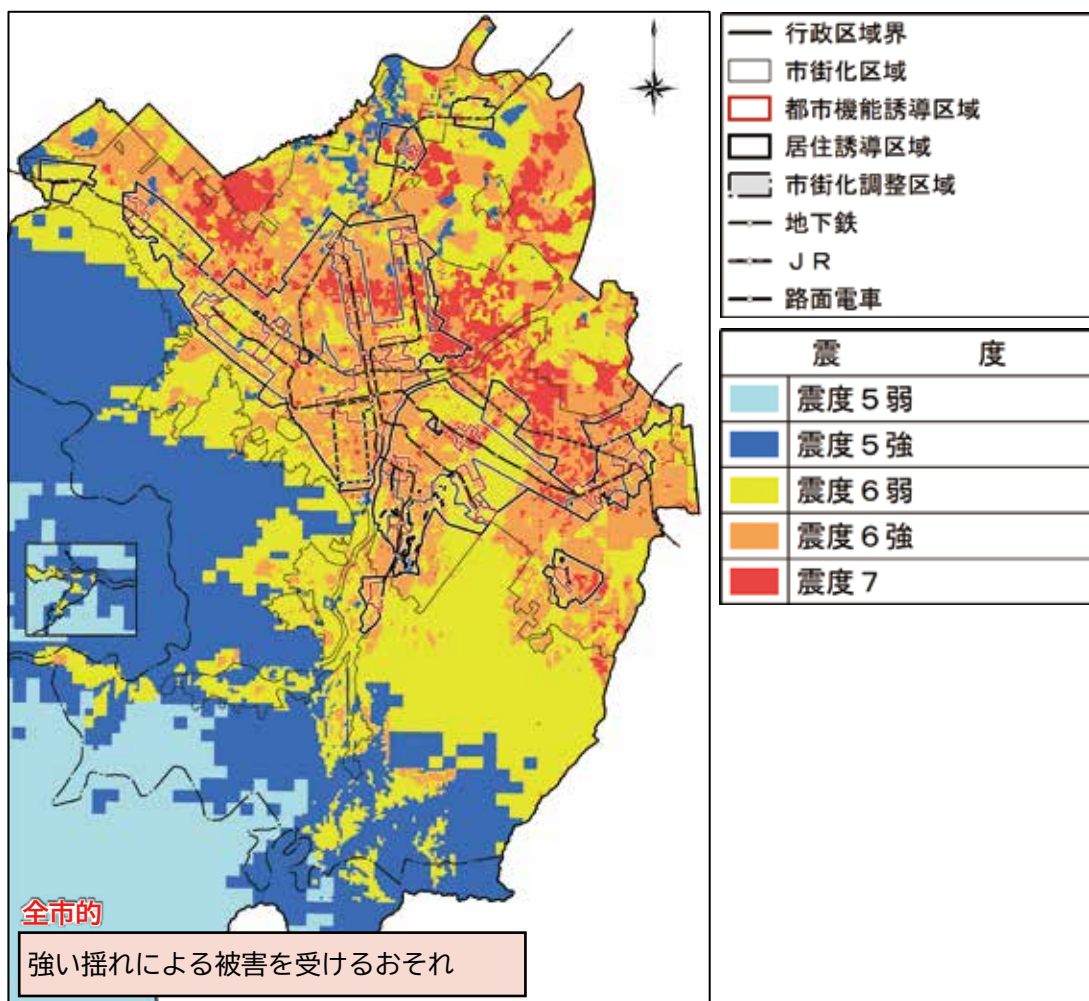 行政区域界
市街化区域
都市機能誘導区域
居住誘導区域
市街化調整区域
地下鉄
ＪＲ
路面電車
震 度
震度５弱
震度５強
震度６弱
震度６強
震度７
全市的
強い揺れによる被害を受けるおそれ